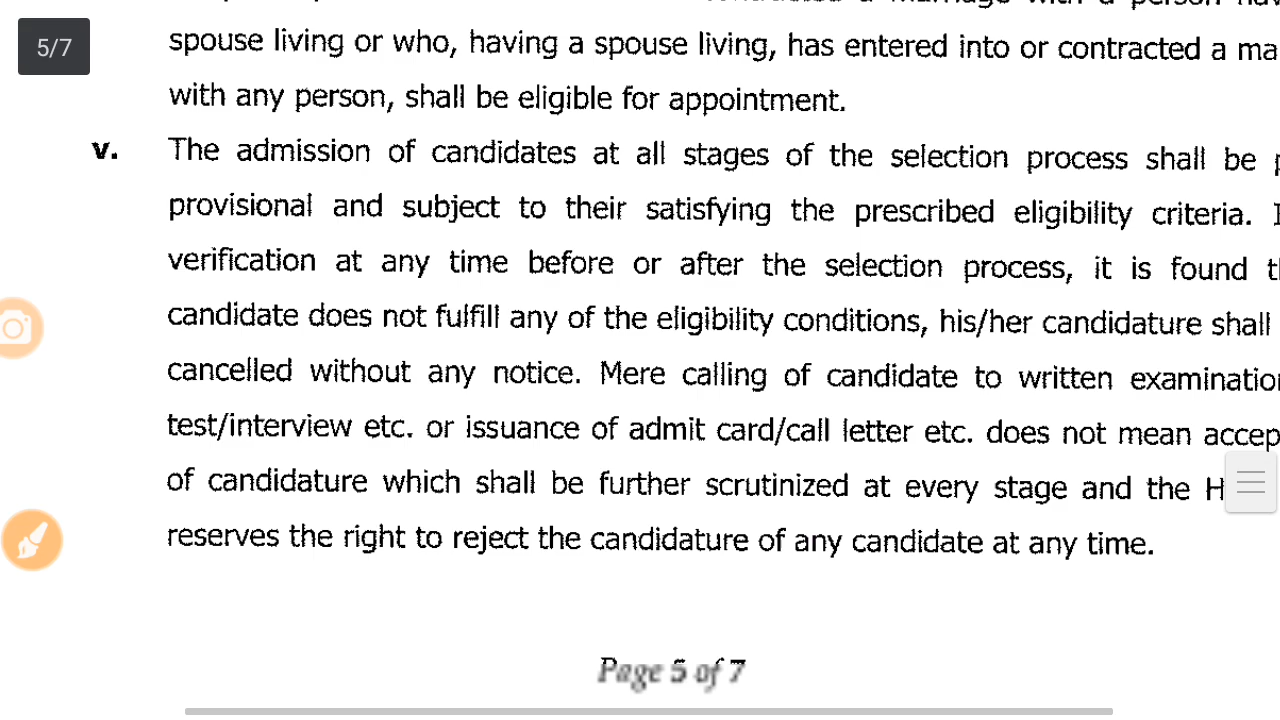 5/7
spouse living or who, having a spouse living, has entered into or contracted a ma
with any person, shall be eligible for appointment.
v. The admission of candidates at all stages of the selection process shall be
provisional and subject to their satisfying the prescribed eligibility criteria.
verification at any time before or after the selection process, it is found
candidate does not fulfill any of the eligibility conditions, his/her candidature shall
cancelled without any notice. Mere calling of candidate to written examination
test/interview etc. or issuance of admit card/call letter etc. does not mean accep
of candidature which shall be further scrutinized at every stage and the H
reserves the right to reject the candidature of any candidate at any time.
Page 5 of 7